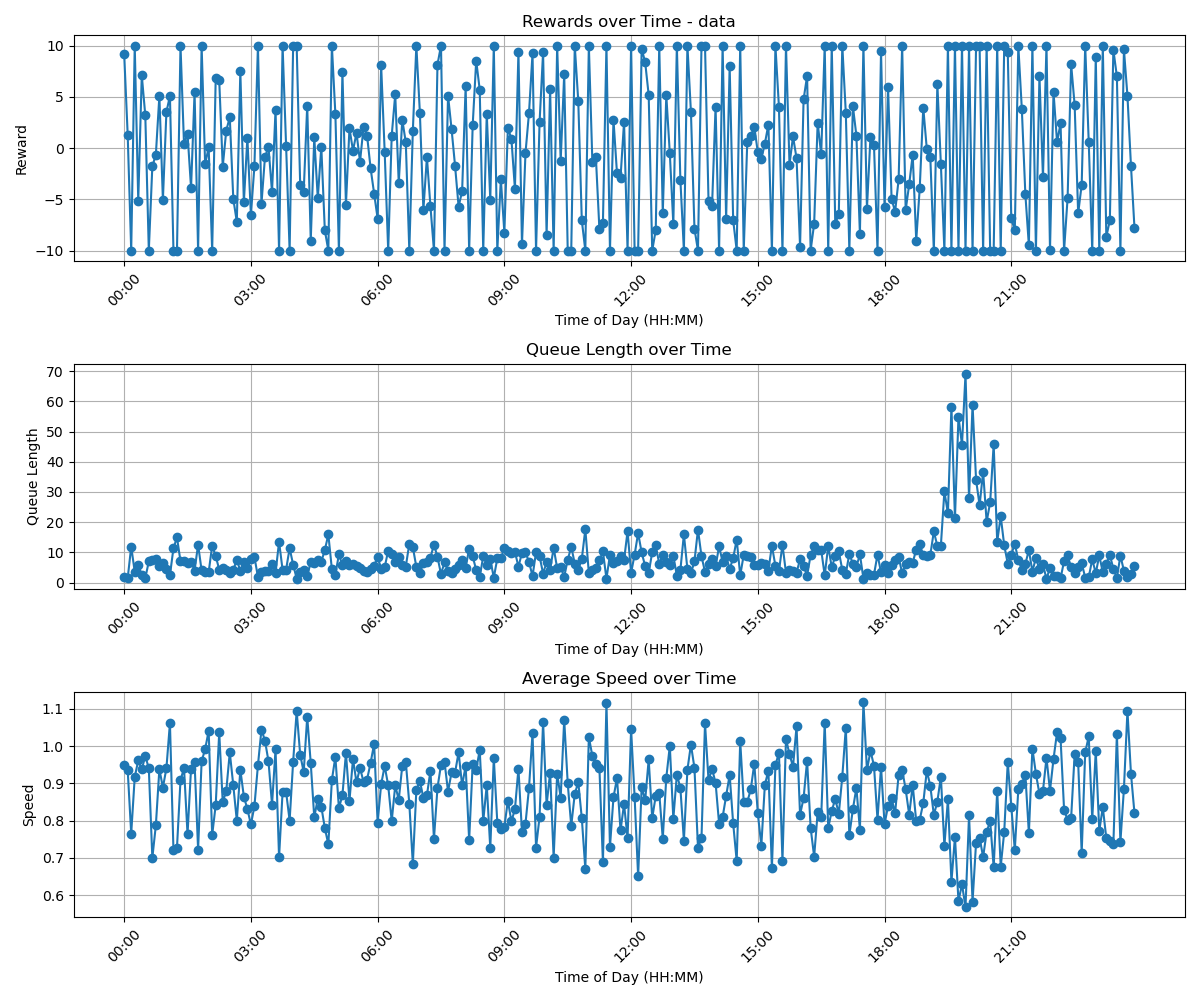 Rewards over Time - data
Reward
10
5
0
−5
−10
00:00 03:00 06:00 09:00 12:00 15:00 18:00 21:00
Time of Day (HH:MM)
Queue Length over Time
Queue Length
70
60
50
40
30
20
10
0
00:00 03:00 06:00 09:00 12:00 15:00 18:00 21:00
Time of Day (HH:MM)
Average Speed over Time
Speed
1.1
1.0
0.9
0.8
0.7
0.6
00:00 03:00 06:00 09:00 12:00 15:00 18:00 21:00
Time of Day (HH:MM)